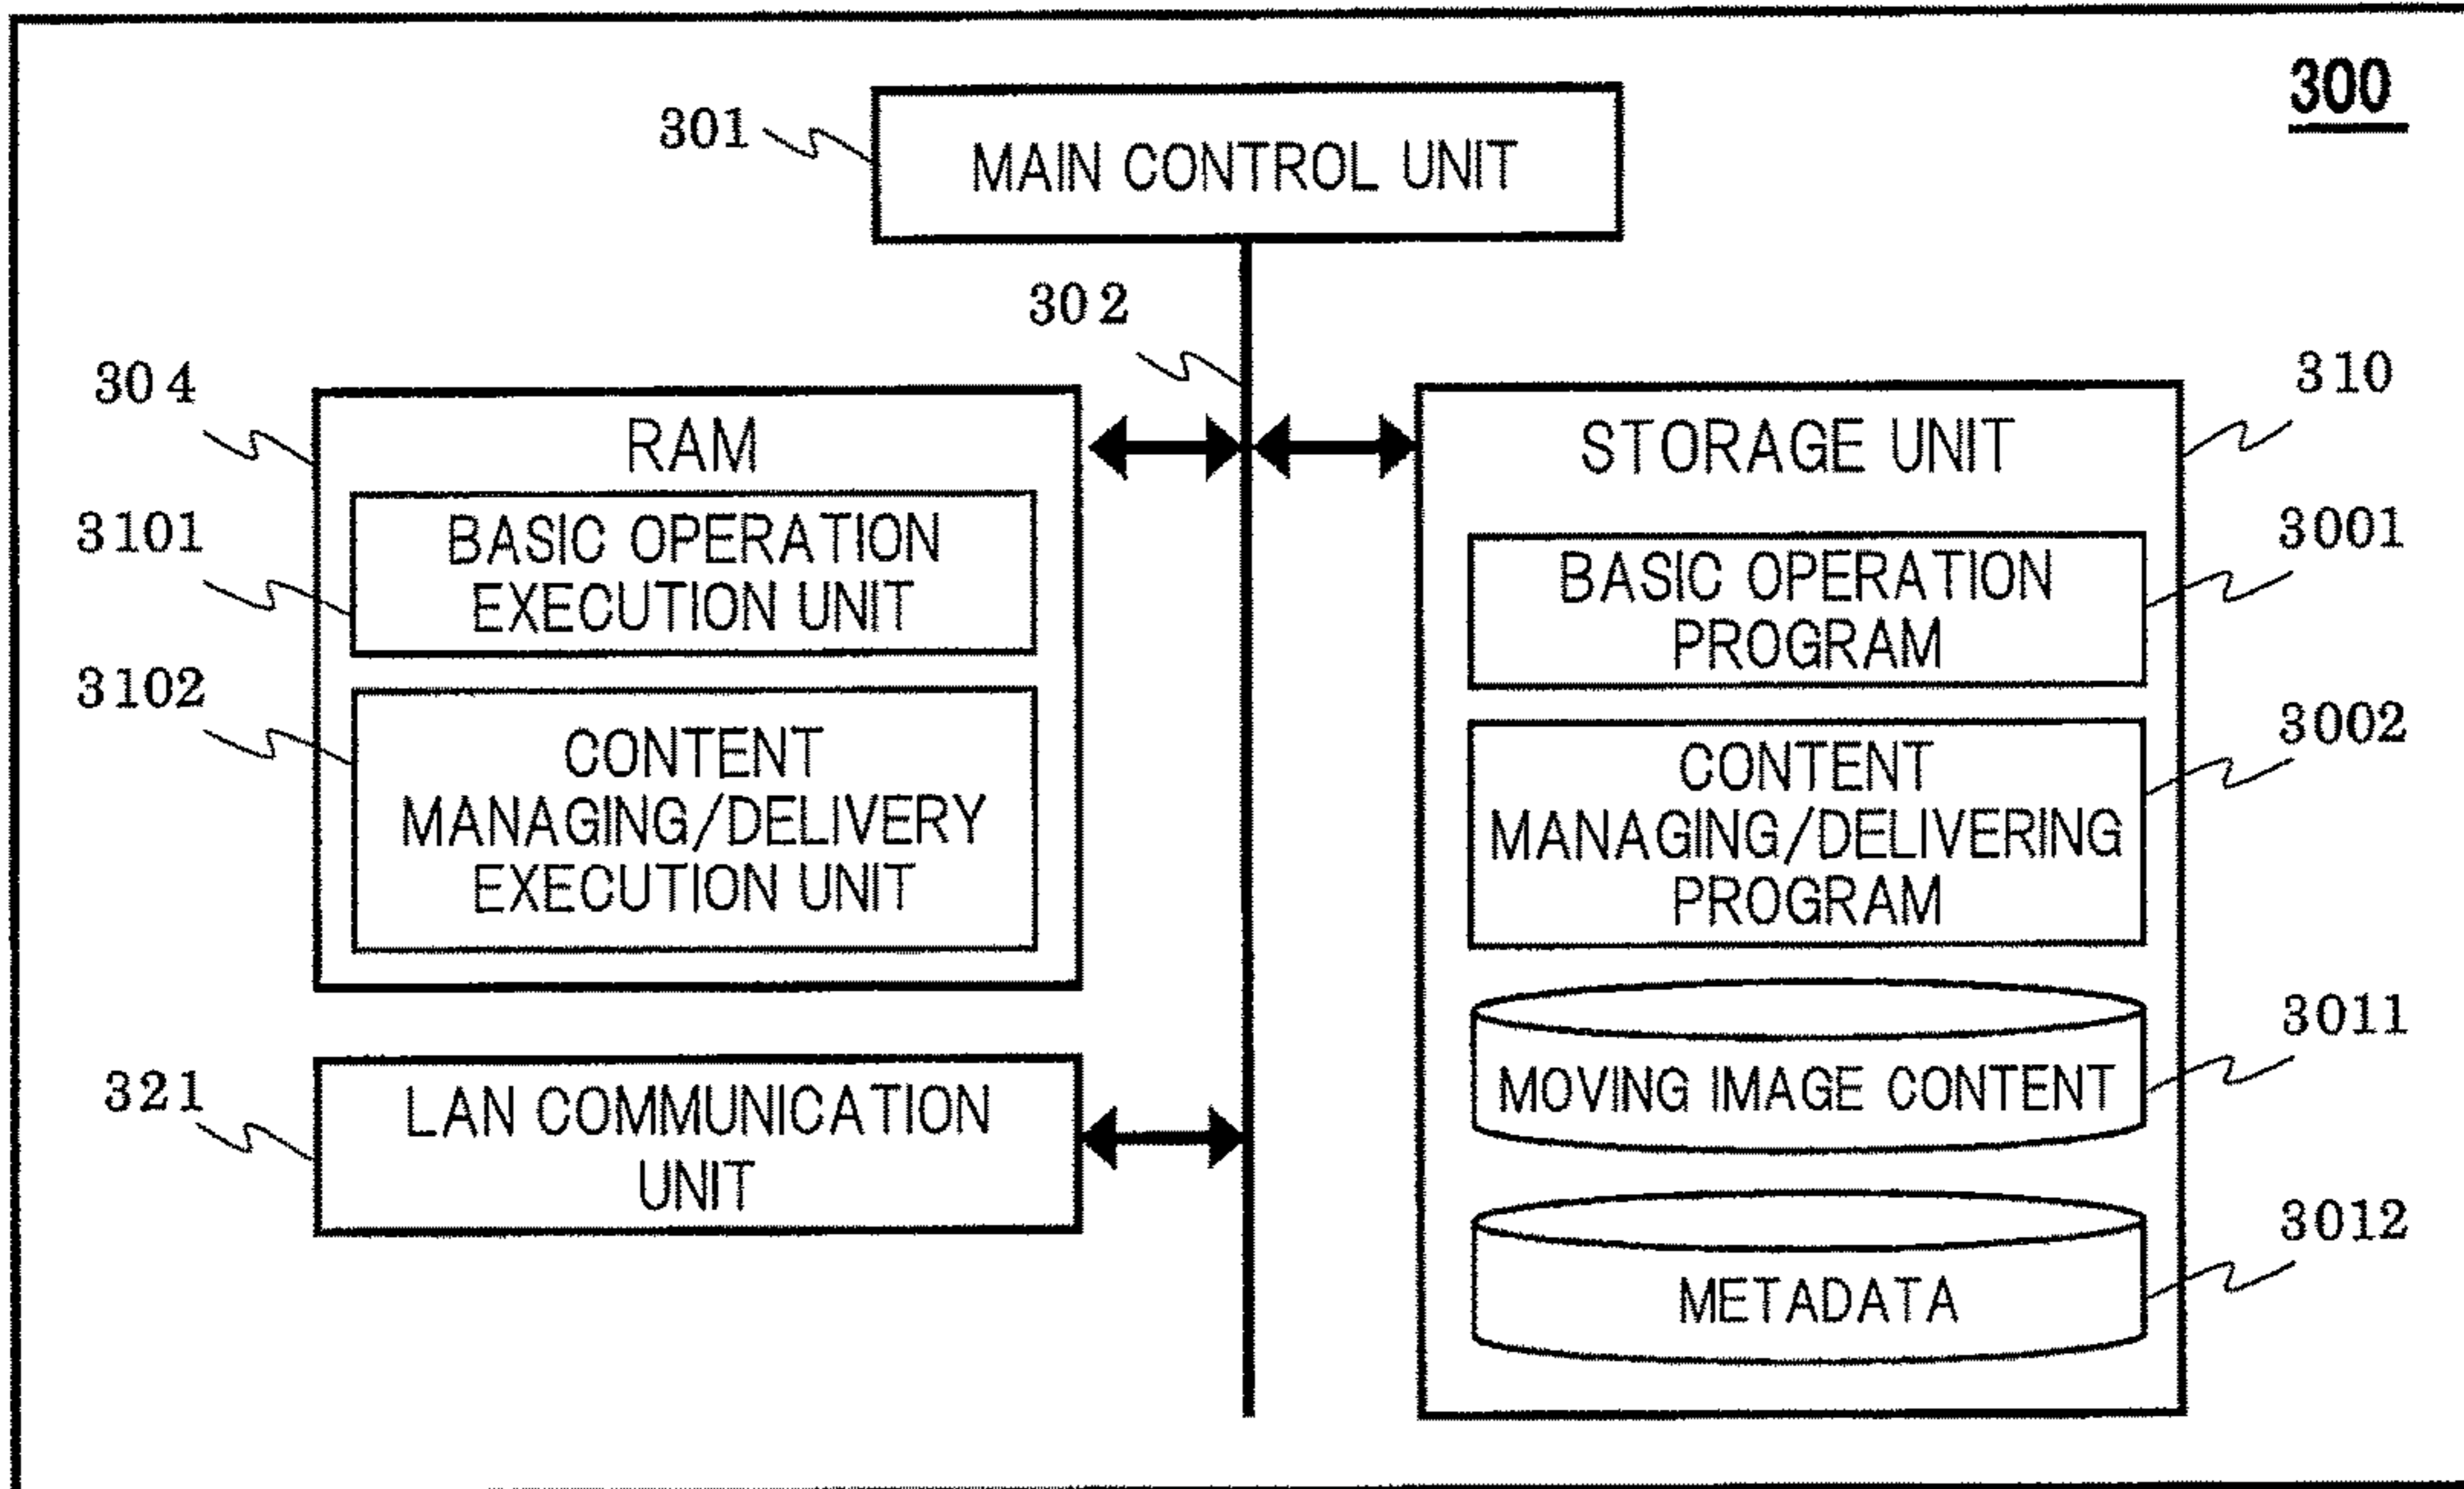 300
301
MAIN CONTROL UNIT
302
304
RAM
3101
BASIC OPERATION
EXECUTION UNIT
3102
CONTENT
MANAGING/DELIVERY
EXECUTION UNIT
321
LAN COMMUNICATION
UNIT
310
STORAGE UNIT
3001
BASIC OPERATION
PROGRAM
3002
CONTENT
MANAGING/DELIVERING
PROGRAM
3011
MOVING IMAGE CONTENT
3012
METADATA